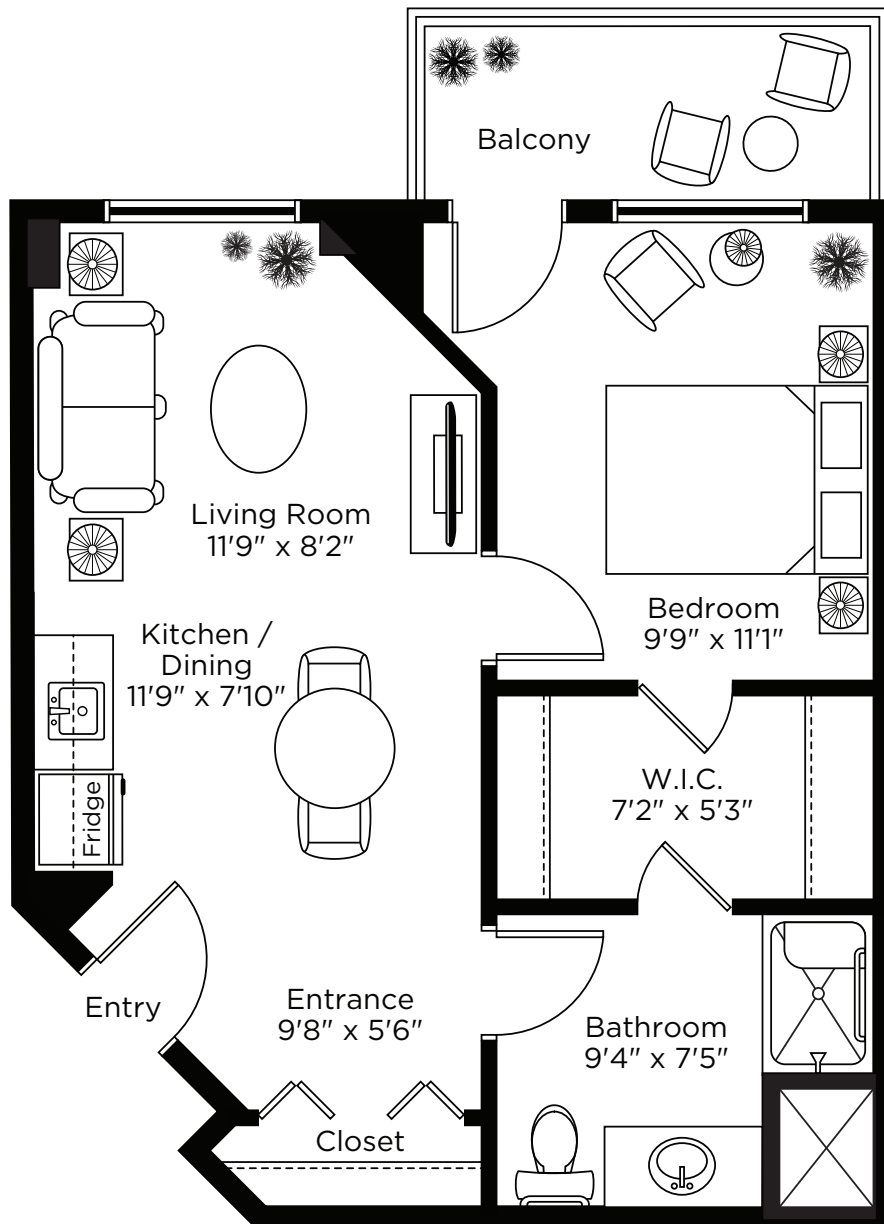 Balcony
Living Room
11'9" x 8'2"
Bedroom
9'9" x 11'1"
Kitchen /
Dining
11'9" x 7'10"
W.I.C.
7'2" x 5'3"
Fridge
Entry
Entrance
9'8" x 5'6"
Bathroom
9'4" x 7'5"
Closet